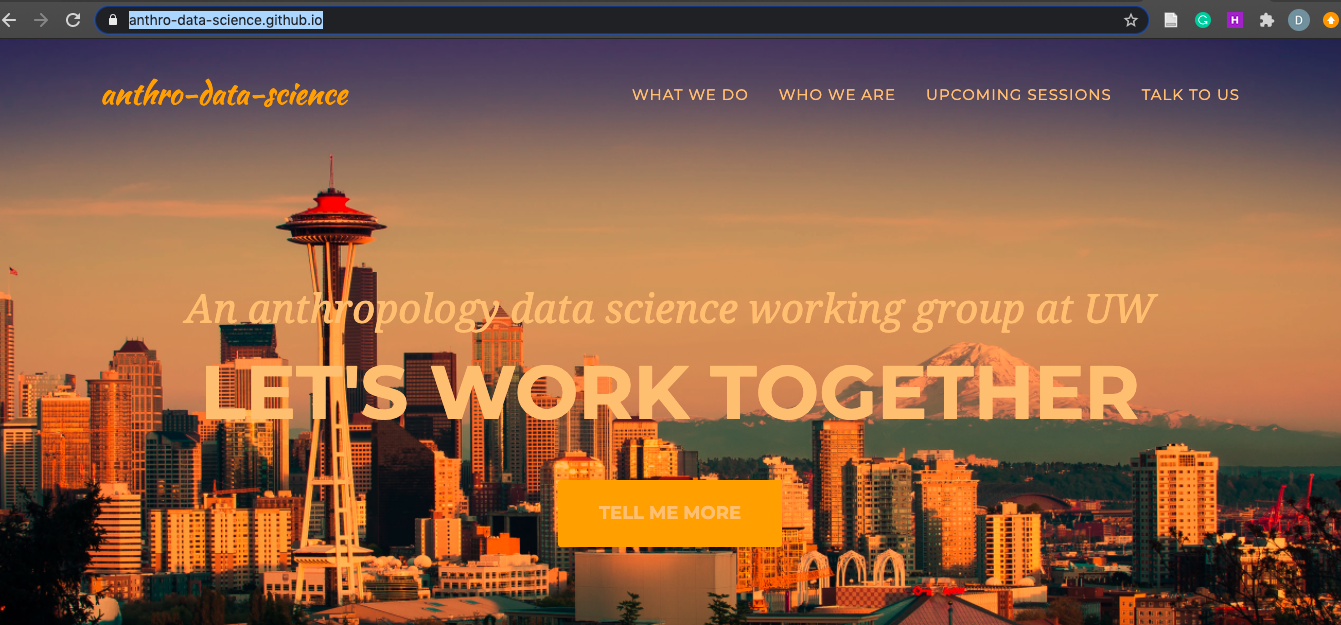 anthro-data-science.github.io
G
H
D
anthro-data-science
WHAT WE DO WHO WE ARE UPCOMING SESSIONS TALK TO US
An anthropology data science working group at UW
LET'S WORK TOGETHER
TELL ME MORE